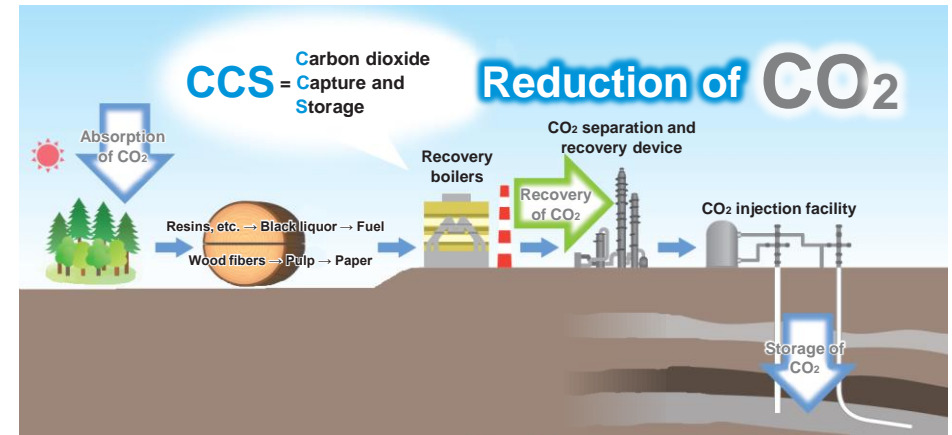 CCS = Carbon dioxide
Capture and
Storage
Reduction of CO₂
Absorption
of CO₂
Resins, etc. → Black liquor → Fuel
Wood fibers → Pulp → Paper
Recovery
boilers
Recovery
of CO₂
CO₂ separation and
recovery device
CO₂ injection facility
Storage of
CO₂